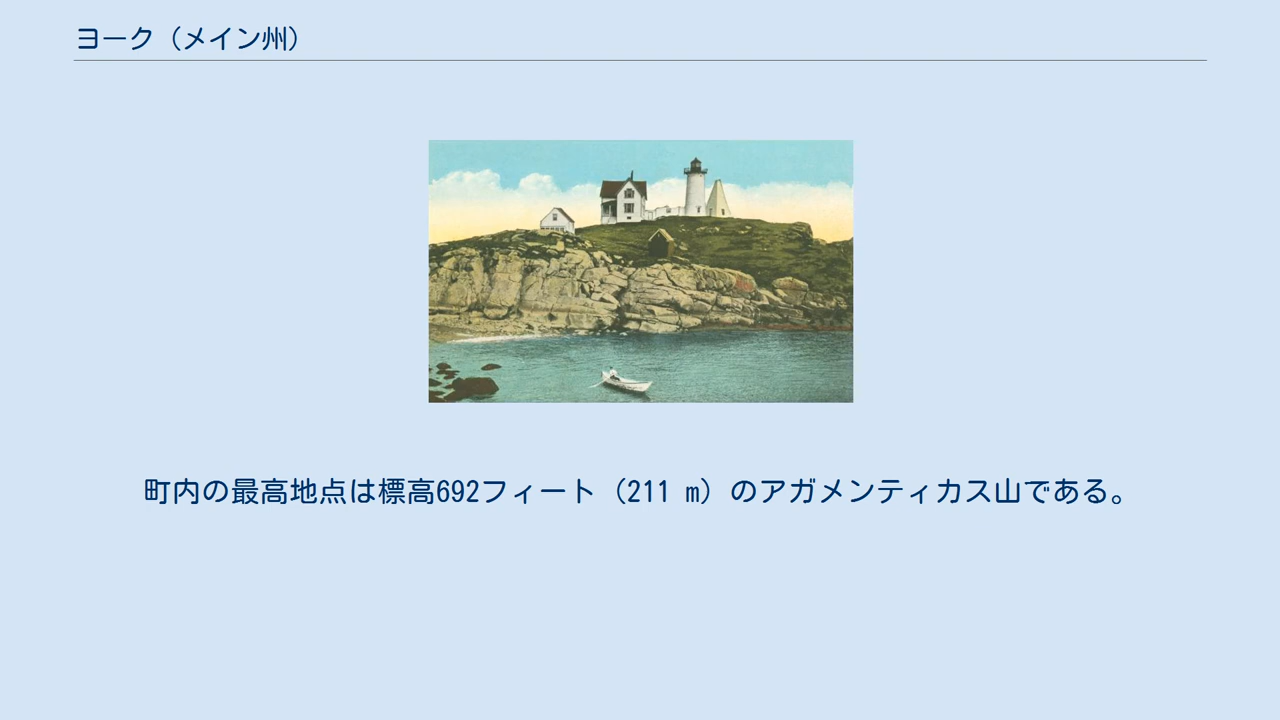 ヨーク（メイン州）
町内の最高地点は標高692フィート（211 m）のアガメンティカス山である。